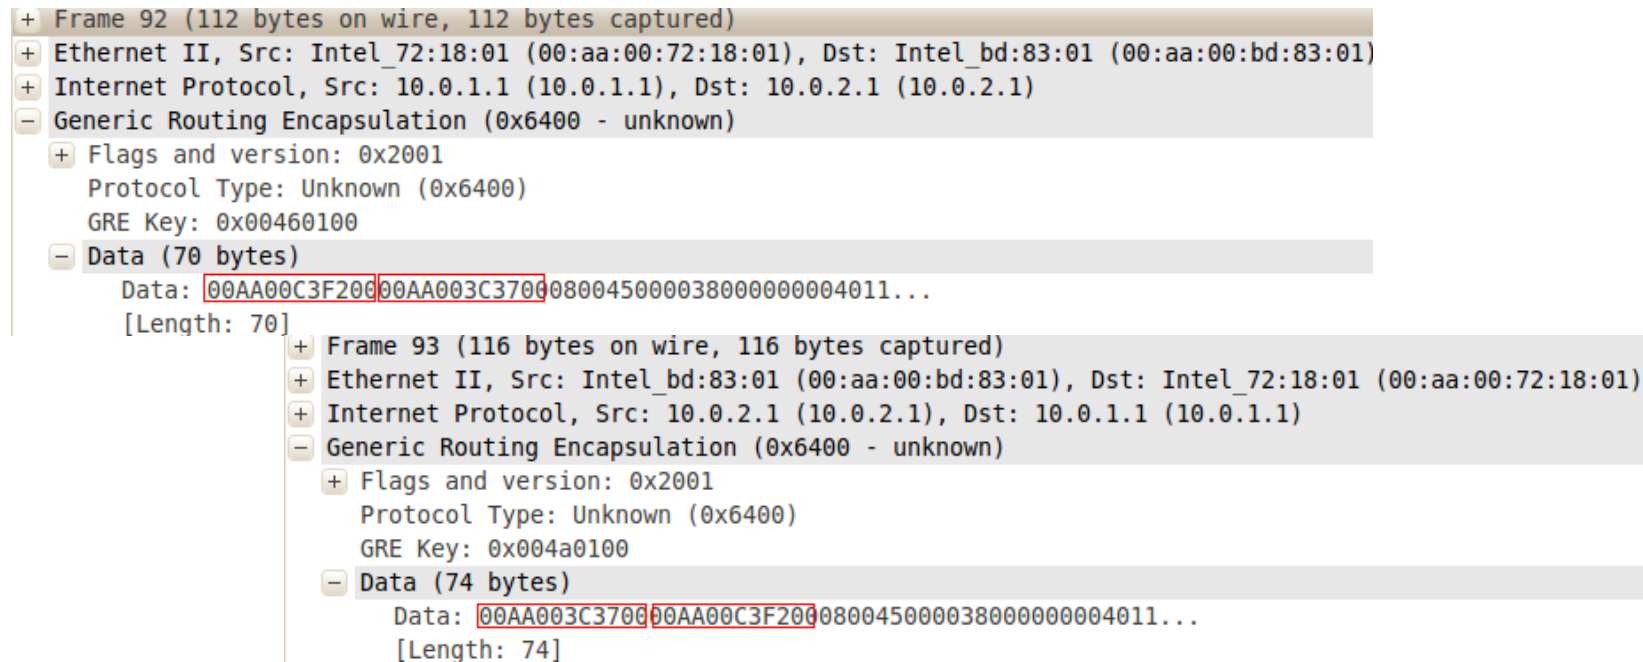 Frame 92 (112 bytes on wire, 112 bytes captured)
Ethernet II, Src: Intel_72:18:01 (00:aa:00:72:18:01), Dst: Intel_bd:83:01 (00:aa:00:bd:83:01)
Internet Protocol, Src: 10.0.1.1 (10.0.1.1), Dst: 10.0.2.1 (10.0.2.1)
Generic Routing Encapsulation (0x6400 - unknown)
Flags and version: 0x2001
Protocol Type: Unknown (0x6400)
GRE Key: 0x00460100
Data (70 bytes)
Data: 00AA00C3F20000AA003C37000800450000380000000004011...
[Length: 70]
Frame 93 (116 bytes on wire, 116 bytes captured)
Ethernet II, Src: Intel_bd:83:01 (00:aa:00:bd:83:01), Dst: Intel_72:18:01 (00:aa:00:72:18:01)
Internet Protocol, Src: 10.0.2.1 (10.0.2.1), Dst: 10.0.1.1 (10.0.1.1)
Generic Routing Encapsulation (0x6400 - unknown)
Flags and version: 0x2001
Protocol Type: Unknown (0x6400)
GRE Key: 0x004a0100
Data (74 bytes)
Data: 00AA003C370000AA00C3F2000800450000380000000004011...
[Length: 74]